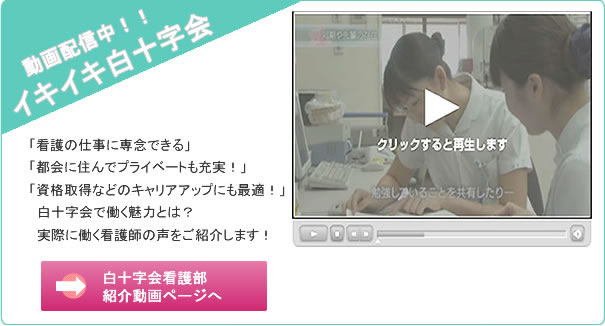 動画配信中！！
イキイキ白十字会
「看護の仕事に専念できる」
「都会に住んでプライベートも充実！」
「資格取得などのキャリアアップにも最適！」
白十字会で働く魅力とは？
実際に働く看護師の声をご紹介します！
白十字会看護部
紹介動画ページへ
クリックすると再生します
勉強していることを共有したりー